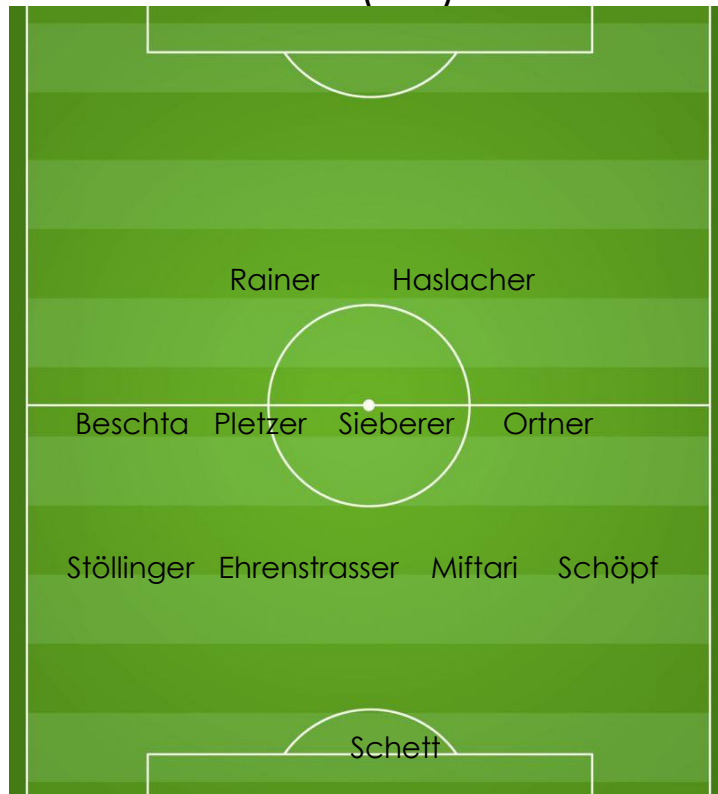 Rainer Haslacher
Beschta Pletzer Sieberer Ortner
Stöllinger Ehrenstrasser Miftari Schöpf
Schett